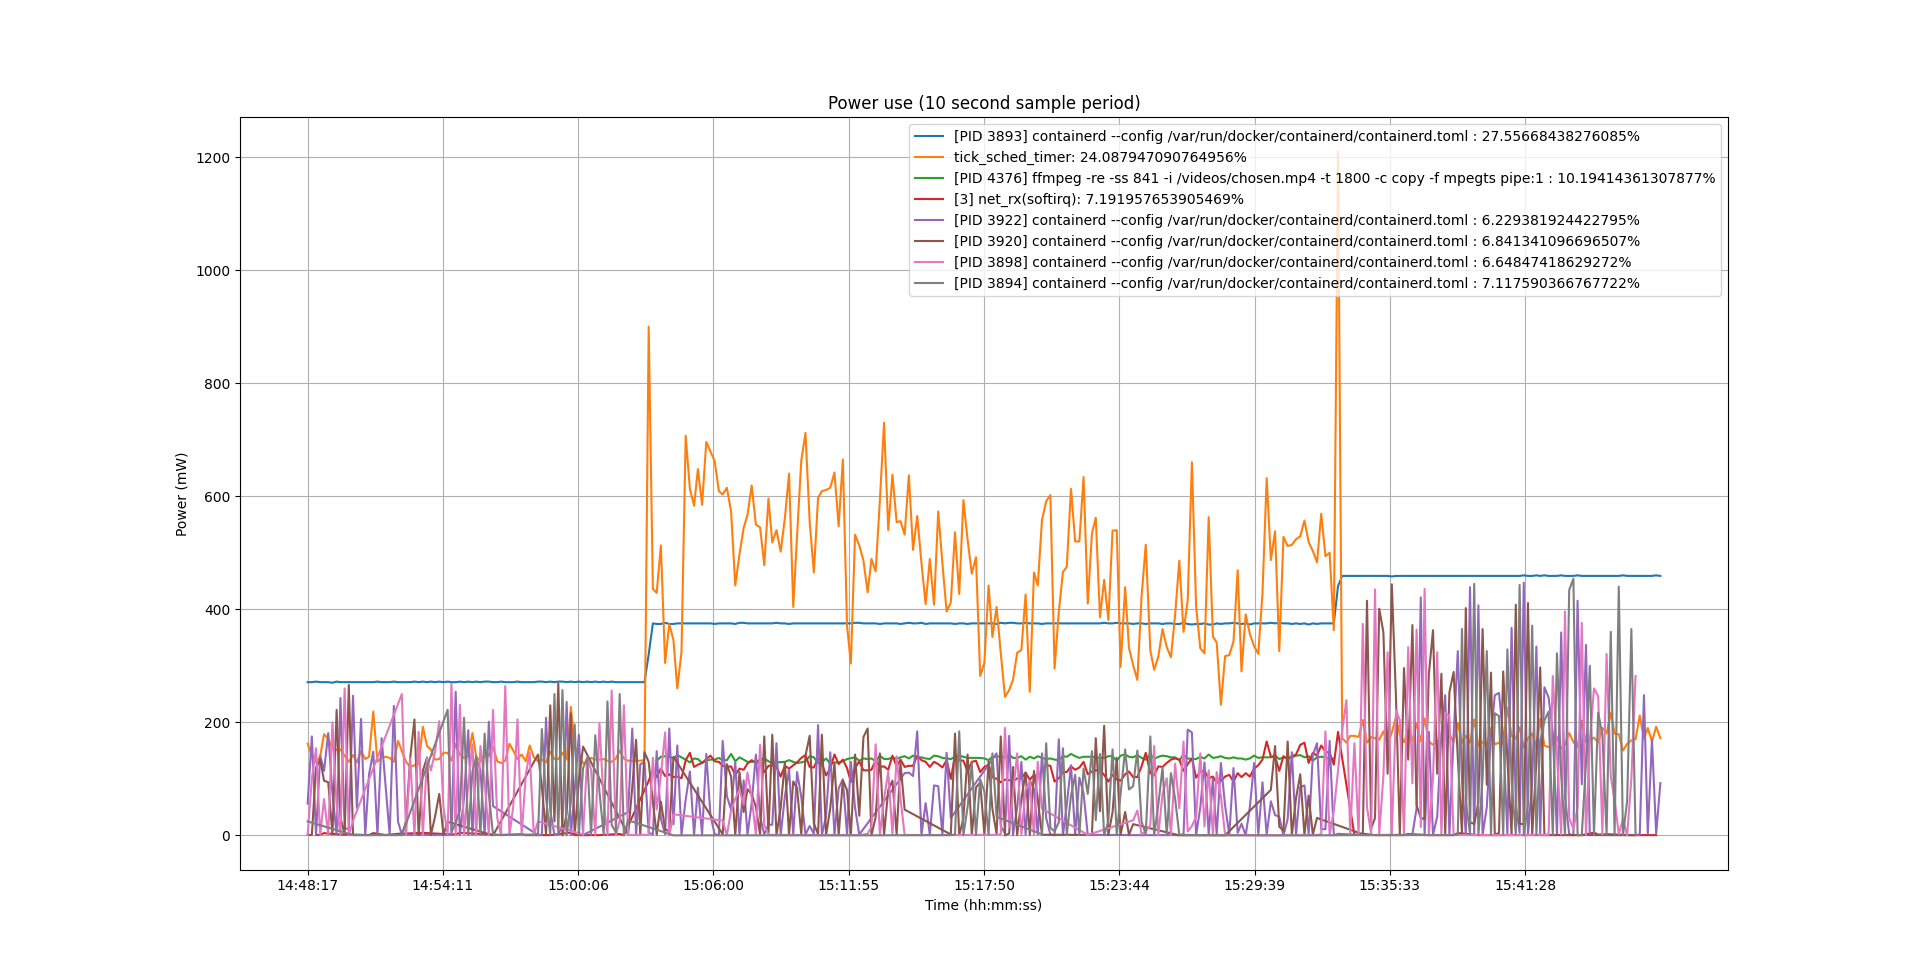 Power use (10 second sample period)
[PID 3893] containerd --config /var/run/docker/containerd/containerd.toml : 27.55668438276085%
tick_sched_timer: 24.087947090764956%
[PID 4376] ffmpeg -re -ss 841 -i /videos/chosen.mp4 -t 1800 -c copy -f mpegts pipe:1 : 10.19414361307877%
[3] net_rx(softirq): 7.191957653905469%
[PID 3922] containerd --config /var/run/docker/containerd/containerd.toml : 6.229381924422795%
[PID 3920] containerd --config /var/run/docker/containerd/containerd.toml : 6.841341096696507%
[PID 3898] containerd --config /var/run/docker/containerd/containerd.toml : 6.64847418629272%
[PID 3894] containerd --config /var/run/docker/containerd/containerd.toml : 7.117590366767722%
Power (mW)
1200
1000
800
600
400
200
0
14:48:17 14:54:11 15:00:06 15:06:00 15:11:55 15:17:50 15:23:44 15:29:39 15:35:33 15:41:28
Time (hh:mm:ss)